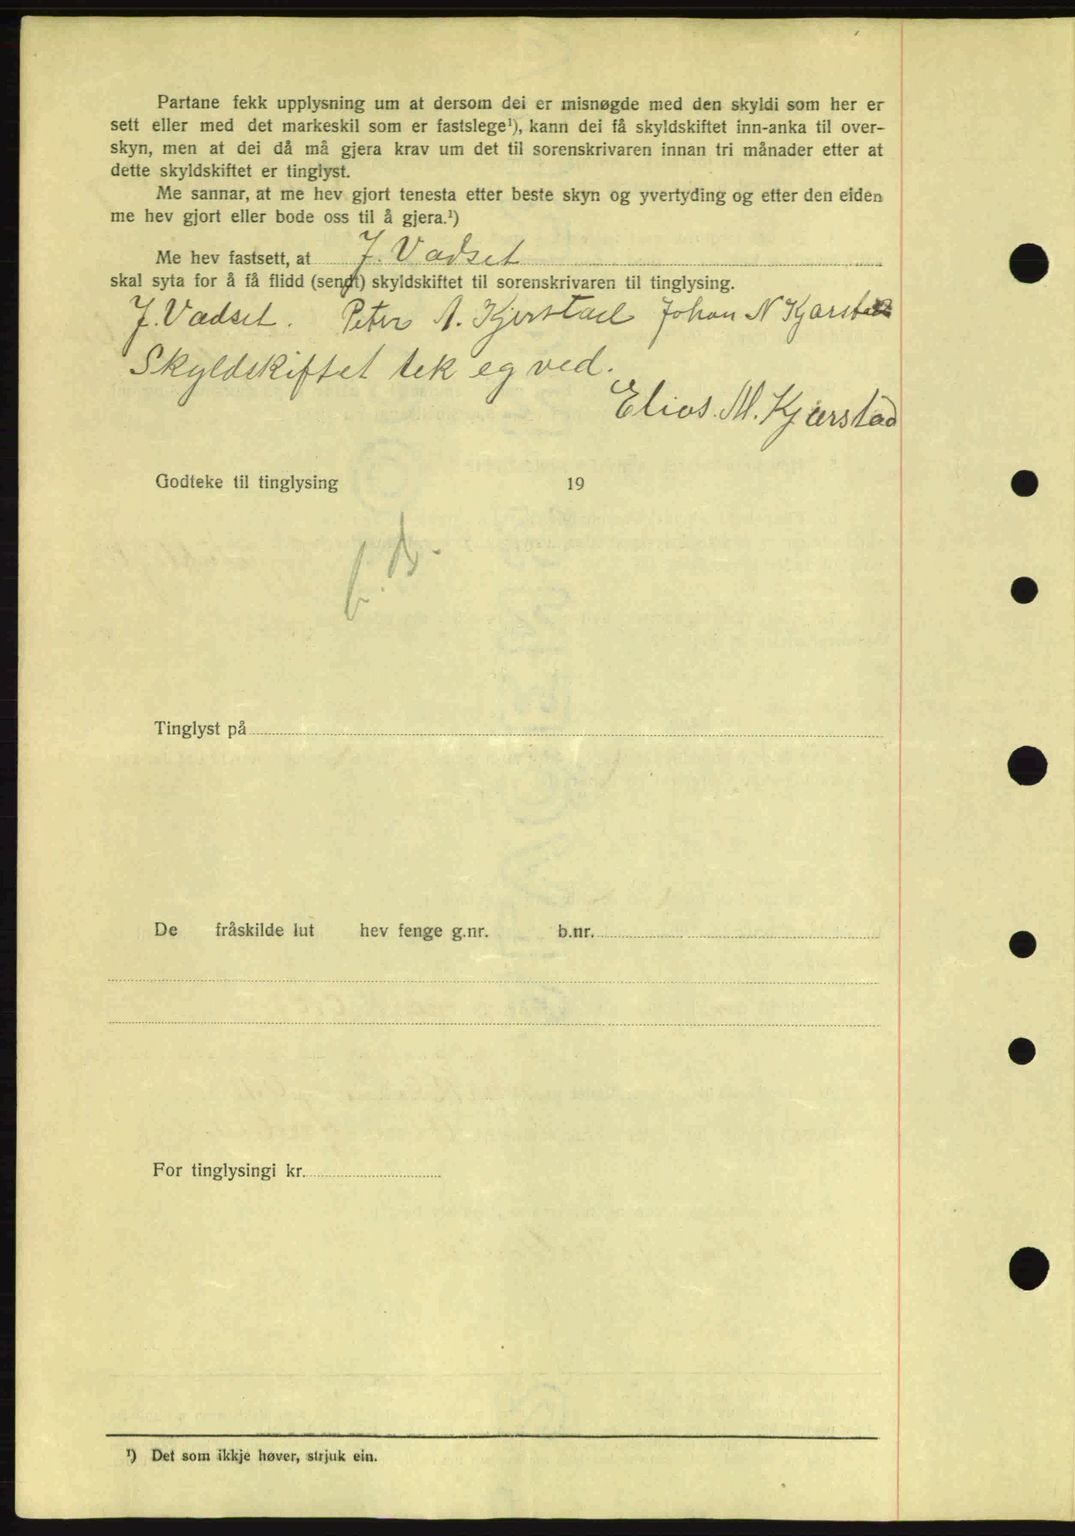 Partane fekk upplysning um at dersom dei er misnøgde med den skyldi som her er
sett eller med det markeskil som er fastslege¹), kann dei få skyldskiftet inn-anka til over-
skyn, men at dei då må gjera krav um det til sorenskrivaren innan tri månader etter at
dette skyldskiftet er tinglyst.
Me sannar, at me hev gjort tenesta etter beste skyn og yvertyding og etter den eiden
me hev gjort eller bode oss til å gjera.¹)
Me hev fastsett, at J. Vadset
skal syta for å få flidd (sendt) skyldskiftet til sorenskrivaren til tinglysing.
J. Vadset. Peter A. Kjerstad Johan N Kjarstad
Skyldskiftet tek eg ved.
Elias. M. Kjærstad
Godteke til tinglysing 19
Tinglyst på
De fråskilde lut hev fenge g.nr. b.nr.
For tinglysingi kr.
¹) Det som ikkje høver, strjuk ein.